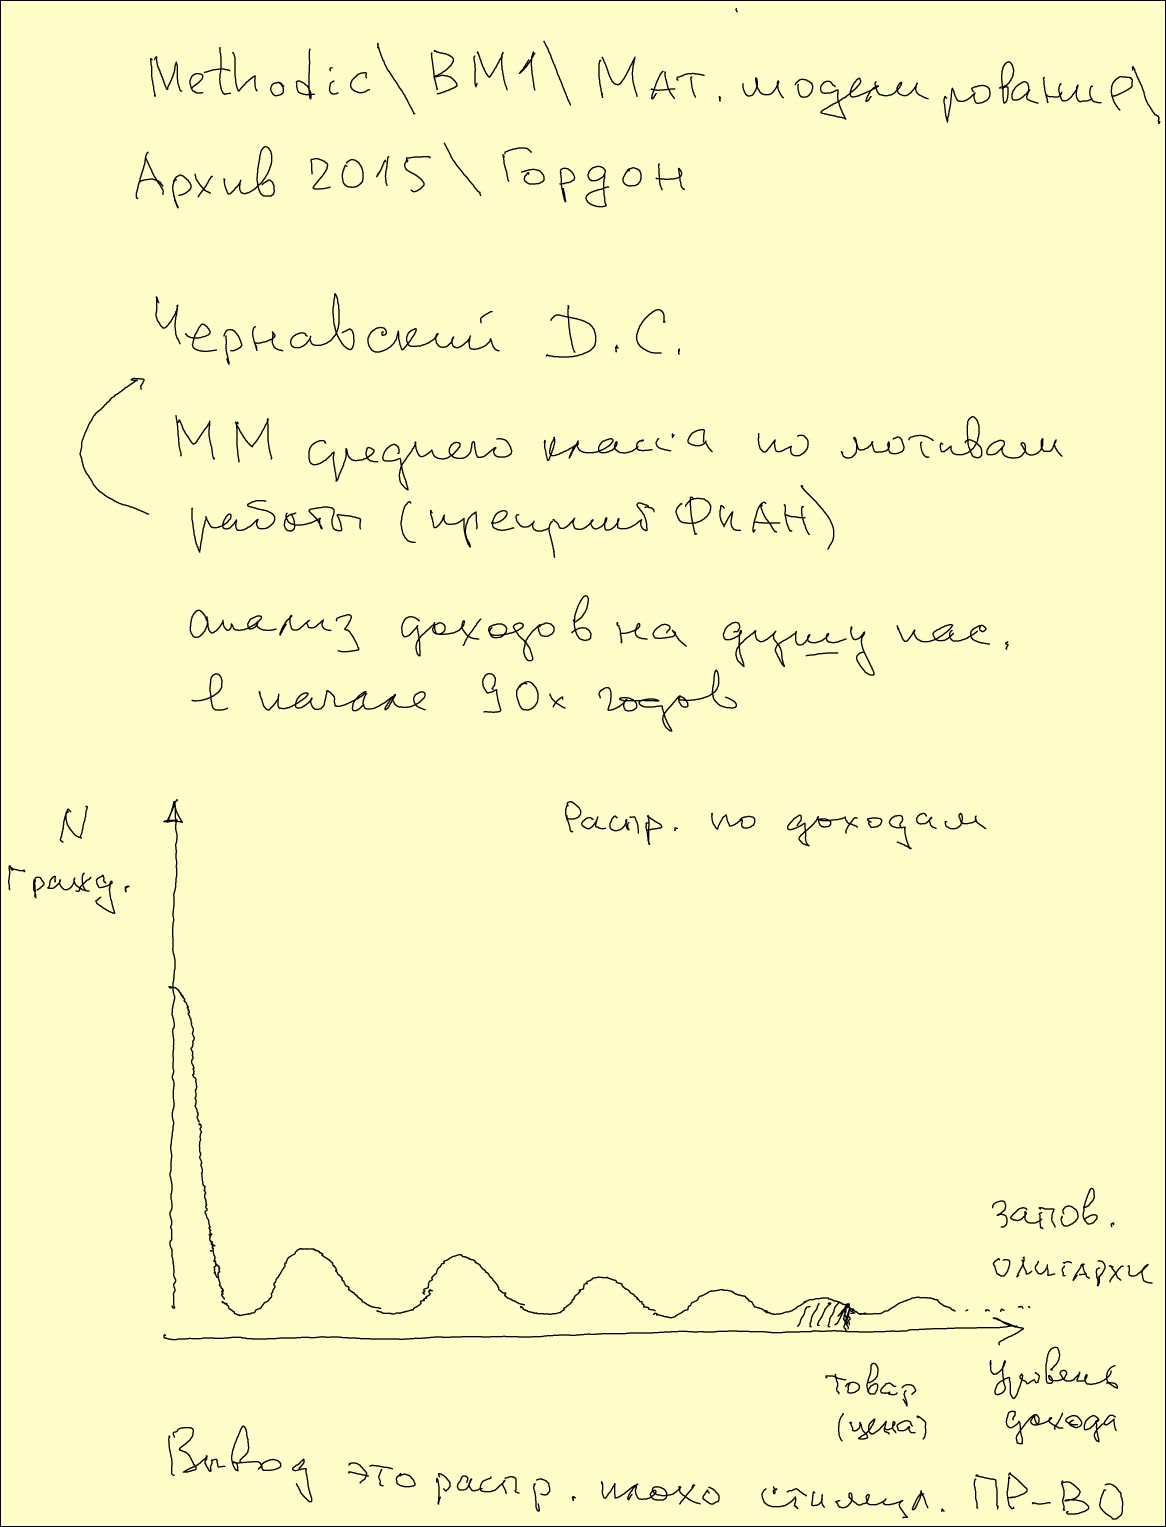 Methodic\ ВМ1\ МАТ. моделирование\
Архив 2015\ Гордон
Чернавский Д.С.
ММ среднего класса по мотивам
работы (препринт ФИАН)
анализ доходов на душу нас.
в начале 90х годов
N
Гражд.
Распр. по доходам
запов.
олигархи
товар
(цена)
Уровень
дохода
Вывод это распр. плохо стимул. ПР-ВО